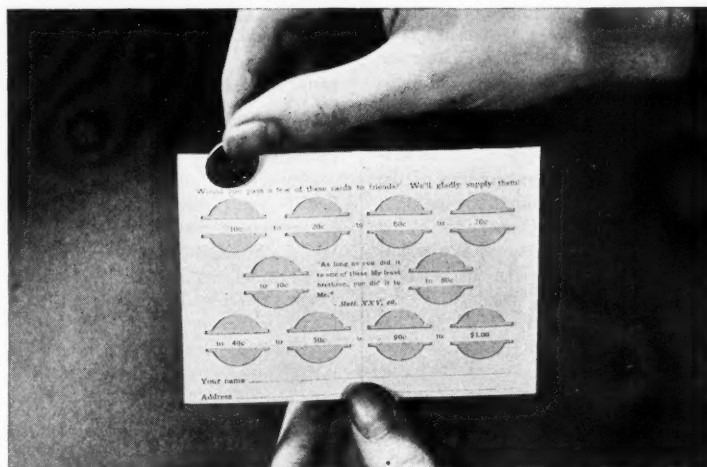 Would you pass a few of these cards to friends? We'll gladly supply them!
10c to 20c to 60c to 70c
to 30c
"As long as you did it
to one of these My least
brethren, you did it to
Me."
Matt. XXV, 40.
to 80c
to 40c 50c to 90c to $1.00
Your name
Address